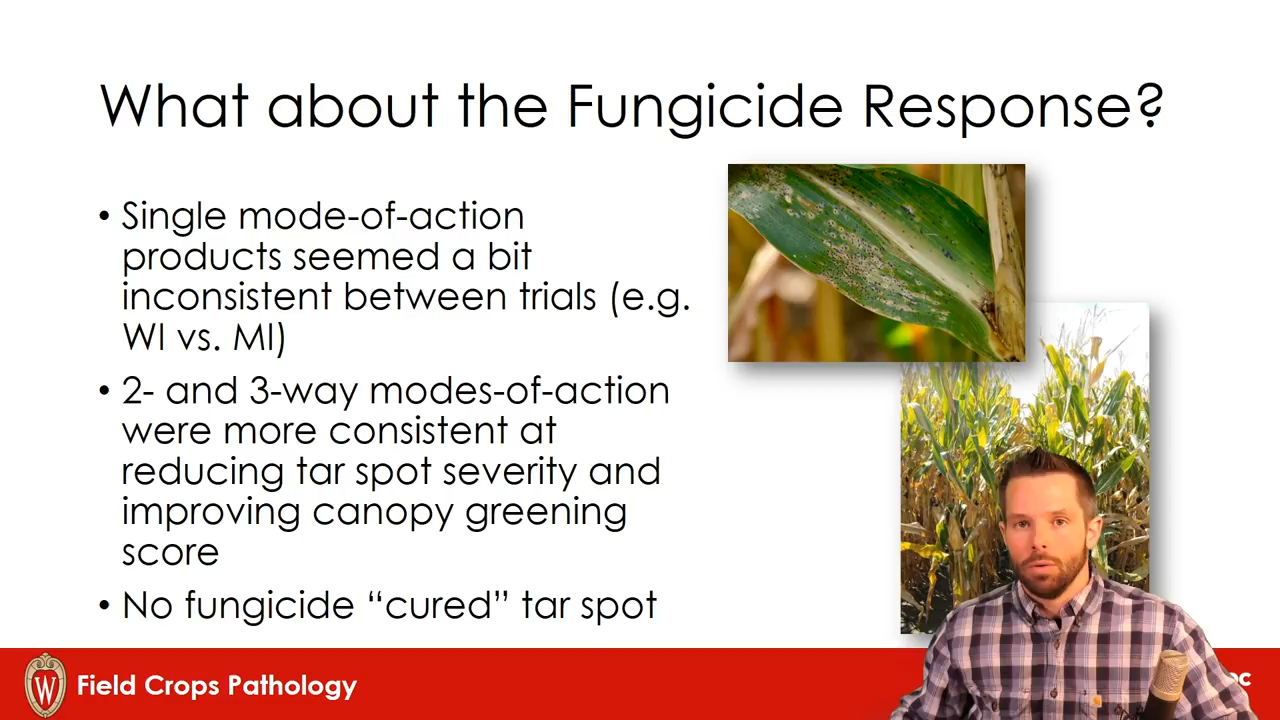 What about the Fungicide Response?
• Single mode-of-action
products seemed a bit
inconsistent between trials (e.g.
WI vs. MI)
• 2- and 3-way modes-of-action
were more consistent at
reducing tar spot severity and
improving canopy greening
score
• No fungicide “cured” tar spot
W
Field Crops Pathology